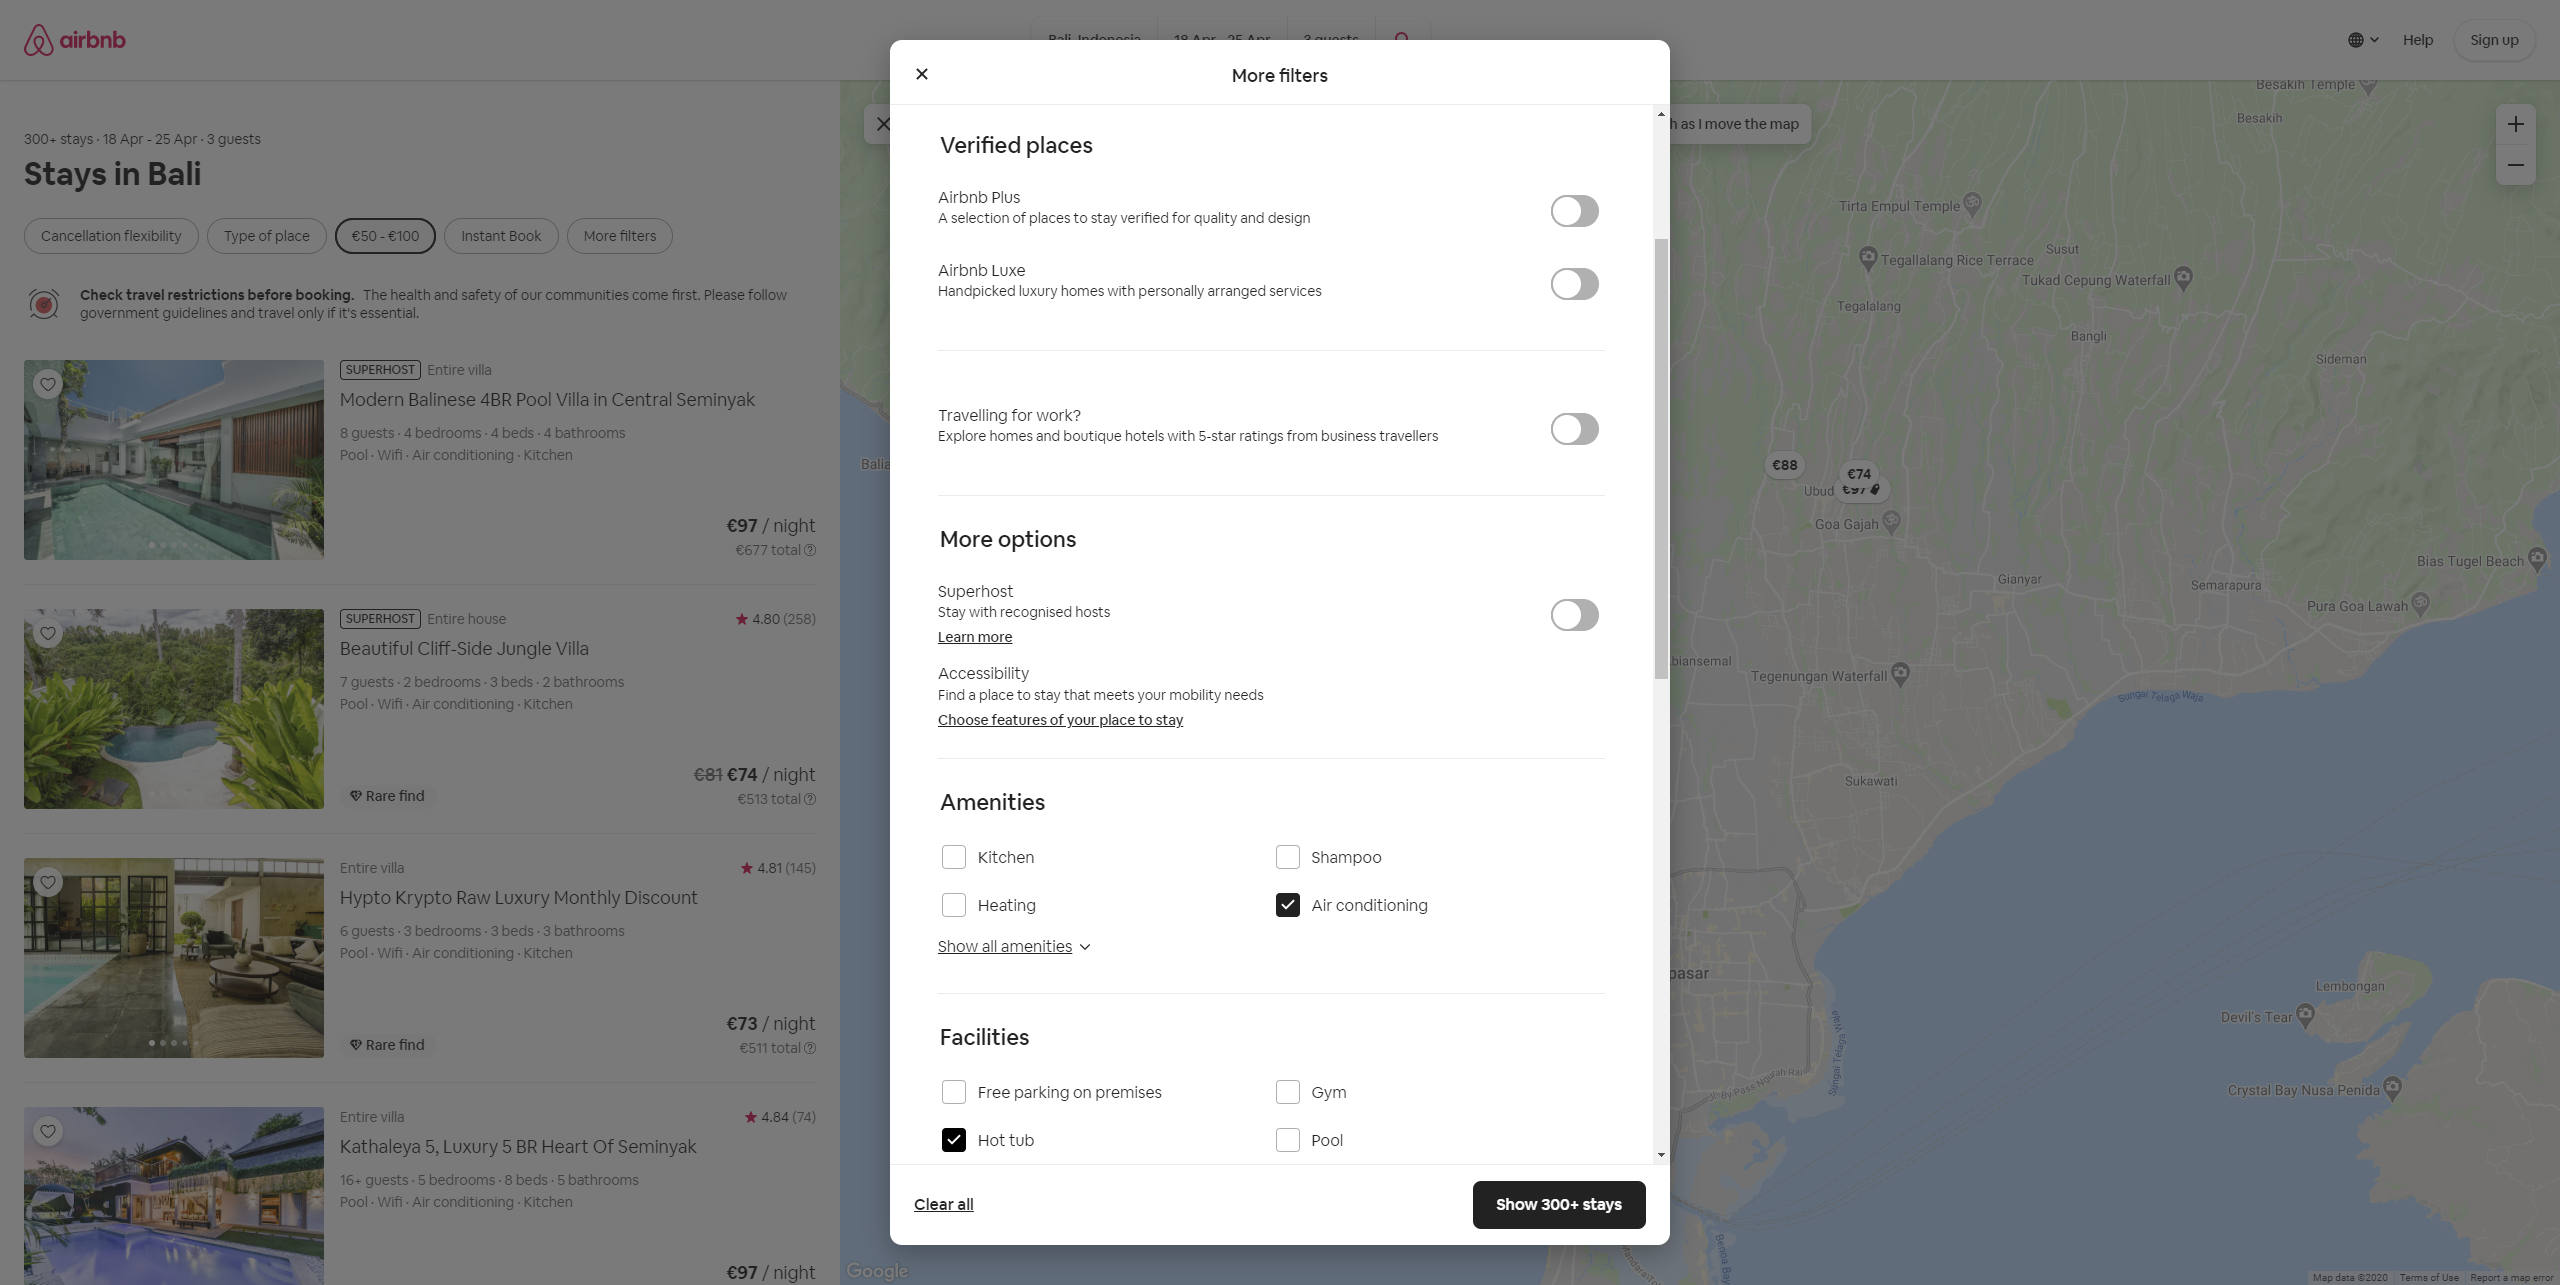 airbnb
Bali, Indonesia
18 Apr - 25 Apr
3 guests
Help
Sign up
300+ stays · 18 Apr - 25 Apr · 3 guests
Stays in Bali
Cancellation flexibility
Type of place
€50 - €100
Instant Book
More filters
Check travel restrictions before booking. The health and safety of our communities come first. Please follow
government guidelines and travel only if it's essential.
SUPERHOST Entire villa
Modern Balinese 4BR Pool Villa in Central Seminyak
8 guests · 4 bedrooms · 4 beds · 4 bathrooms
Pool · Wifi · Air conditioning · Kitchen
€97 / night
€677 total
SUPERHOST Entire house
4.80 (258)
Beautiful Cliff-Side Jungle Villa
7 guests · 2 bedrooms · 3 beds · 2 bathrooms
Pool · Wifi · Air conditioning · Kitchen
€81 €74 / night
Rare find
€513 total
Entire villa
4.81 (145)
Hypto Krypto Raw Luxury Monthly Discount
6 guests · 3 bedrooms · 3 beds · 3 bathrooms
Pool · Wifi · Air conditioning · Kitchen
€73 / night
Rare find
€511 total
Entire villa
4.84 (74)
Kathaleya 5, Luxury 5 BR Heart Of Seminyak
16+ guests · 5 bedrooms · 8 beds · 5 bathrooms
Pool · Wifi · Air conditioning · Kitchen
€97 / night
More filters
Verified places
Airbnb Plus
A selection of places to stay verified for quality and design
Airbnb Luxe
Handpicked luxury homes with personally arranged services
Travelling for work?
Explore homes and boutique hotels with 5-star ratings from business travellers
More options
Superhost
Stay with recognised hosts
Learn more
Accessibility
Find a place to stay that meets your mobility needs
Choose features of your place to stay
Amenities
Kitchen
Shampoo
Heating
Air conditioning
Show all amenities
Facilities
Free parking on premises
Gym
Hot tub
Pool
Clear all
Show 300+ stays
h as I move the map
Besakih Temple
Besakih
Tirta Empul Temple
Susut
Tegallalang Rice Terrace
Tukad Cepung Waterfall
Tegalalang
Bangli
Sideman
Balia
€88
€74
€97
Ubud
Goa Gajah
Bias Tugel Beach
Gianyar
Semarapura
Pura Goa Lawah
biansemal
Tegenungan Waterfall
Sungai Telaga Waja
Sukawati
pasar
Lembongan
Devil's Tear
Sungai Telaga Waja
Jl. By Pass Ngurah Rai
Crystal Bay Nusa Penida
Google
Map data ©2020
Terms of Use
Report a map error